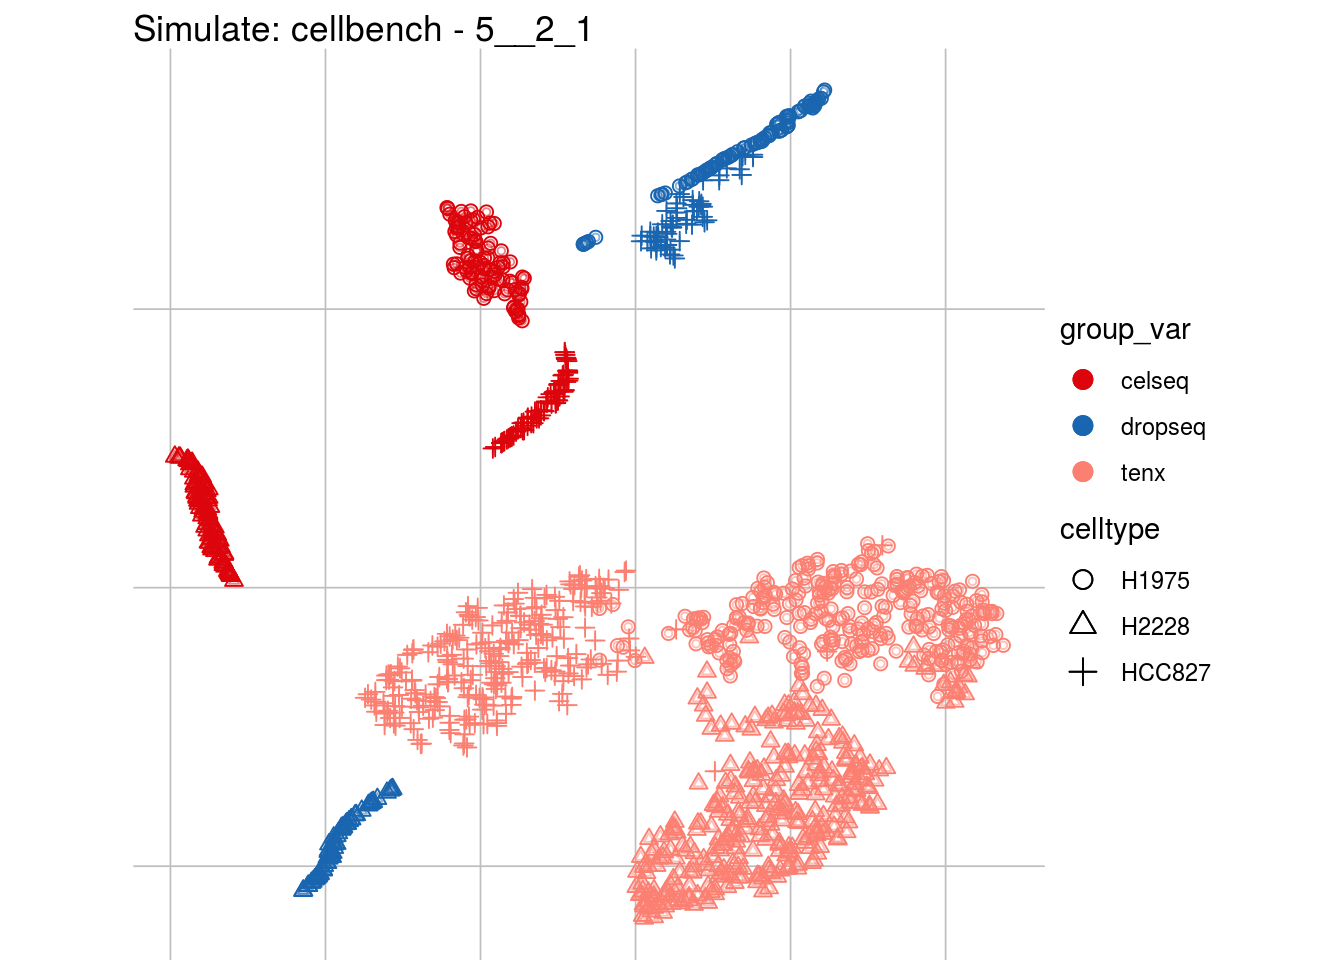 Simulate: cellbench - 5__2_1
group_var
celseq
dropseq
tenx
celltype
H1975
H2228
HCC827